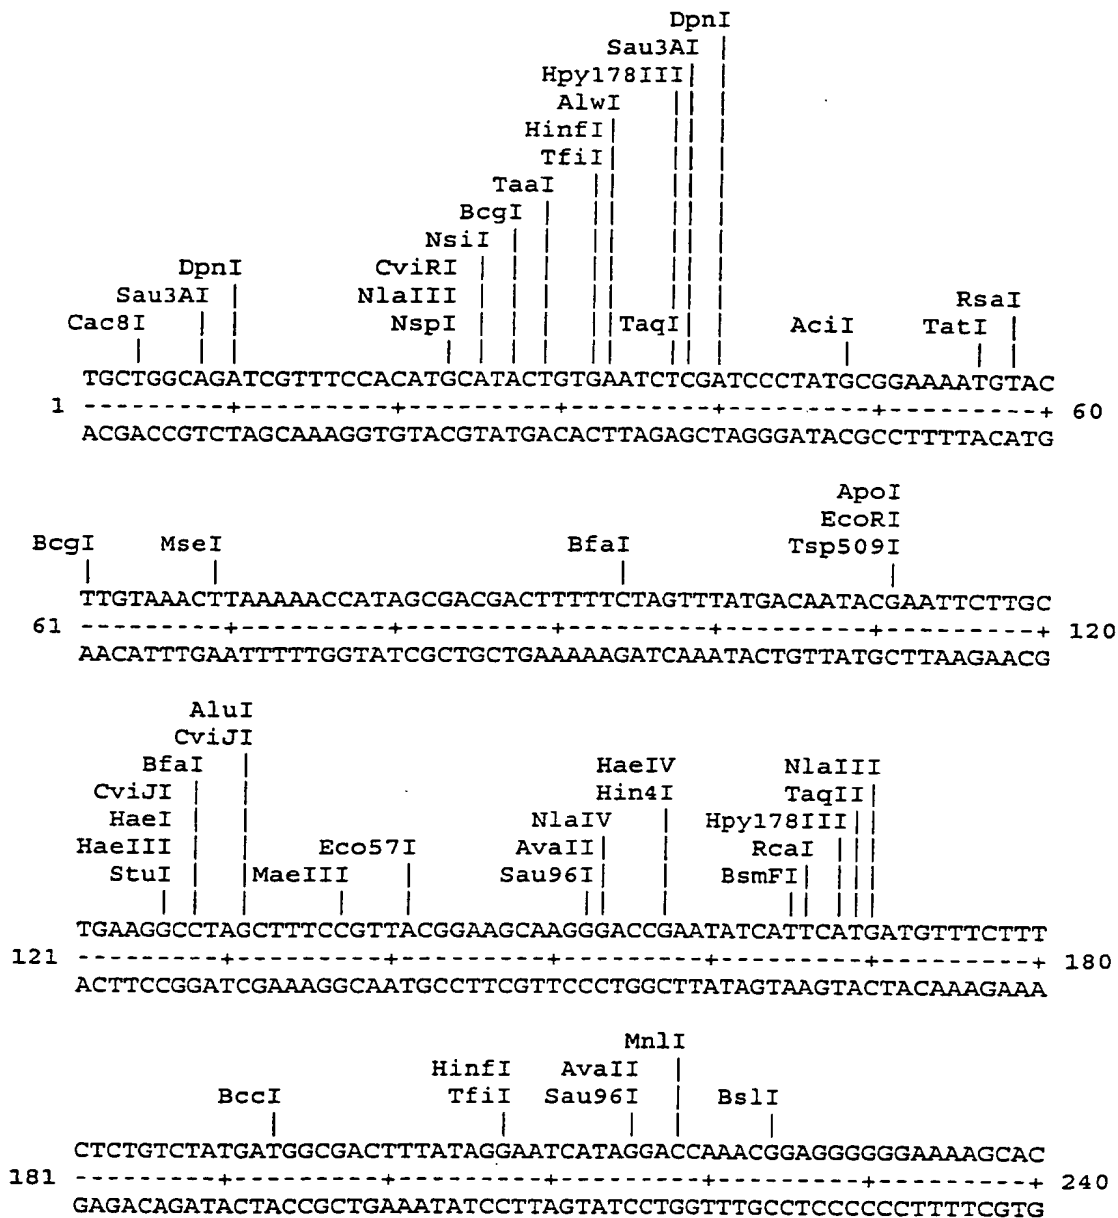 DpnI
Sau3AI
Hpy178III
AlwI
HinfI
TfiI
TaaI
BcgI
NsiI
DpnI CviRI
Sau3AI NlaIII RsaI
Cac8I NspI TaqI AciI TatI
TGCTGGCAGATCGTTTCCACATGCATACTGTGAATCTCGATCCCTATGCGGAAAATGTAC
1 ---------+---------+---------+---------+---------+---------+ 60
ACGACCGTCTAGCAAAGGTGTACGTATGACACTTAGAGCTAGGGATACGCCTTTTACATG
ApoI
EcoRI
BcgI MseI BfaI Tsp509I
TTGTAAACTTAAAAACCATAGCGACGACTTTTTCTAGTTTATGACAATACGAATTCTTGC
61 ---------+---------+---------+---------+---------+---------+ 120
AACATTTGAATTTTTGGTATCGCTGCTGAAAAAGATCAAATACTGTTATGCTTAAGAACG
AluI
CviJI
BfaI HaeIV NlaIII
CviJI Hin4I TaqII
HaeI NlaIV Hpy178III
HaeIII Eco57I AvaII RcaI
StuI MaeIII Sau96I BsmFI
TGAAGGCCTAGCTTTCCGTTACGGAAGCAAGGGACCGAATATCATTCATGATGTTTCTTT
121 ---------+---------+---------+---------+---------+---------+ 180
ACTTCCGGATCGAAAGGCAATGCCTTCGTTCCCTGGCTTATAGTAAGTACTACAAAGAAA
MnlI
HinfI AvaII
BccI TfiI Sau96I BslI
CTCTGTCTATGATGGCGACTTTATAGGAATCATAGGACCAAACGGAGGGGGGAAAAGCAC
181 ---------+---------+---------+---------+---------+---------+ 240
GAGACAGATACTACCGCTGAAATATCCTTAGTATCCTGGTTTGCCTCCCCCCTTTTCGTG